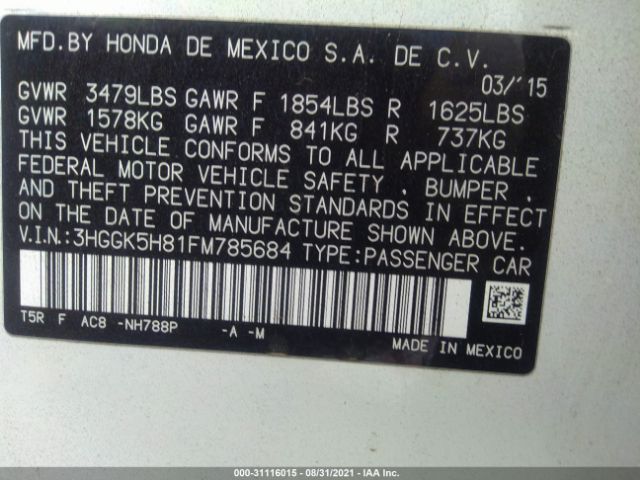 MFD.BY HONDA DE MEXICO S.A. DE C.V.
03/'15
GVWR 3479LBS GAWR F 1854LBS R 1625LBS
GVWR 1578KG GAWR F 841KG R 737KG
THIS VEHICLE CONFORMS TO ALL APPLICABLE
FEDERAL MOTOR VEHICLE SAFETY , BUMPER ,
AND THEFT PREVENTION STANDARDS IN EFFECT
ON THE DATE OF MANUFACTURE SHOWN ABOVE.
V.I.N.:3HGGK5H81FM785684 TYPE:PASSENGER CAR
T5R F AC8 -NH788P -A -M
MADE IN MEXICO
000-31116015 - 08/31/2021 - IAA Inc.